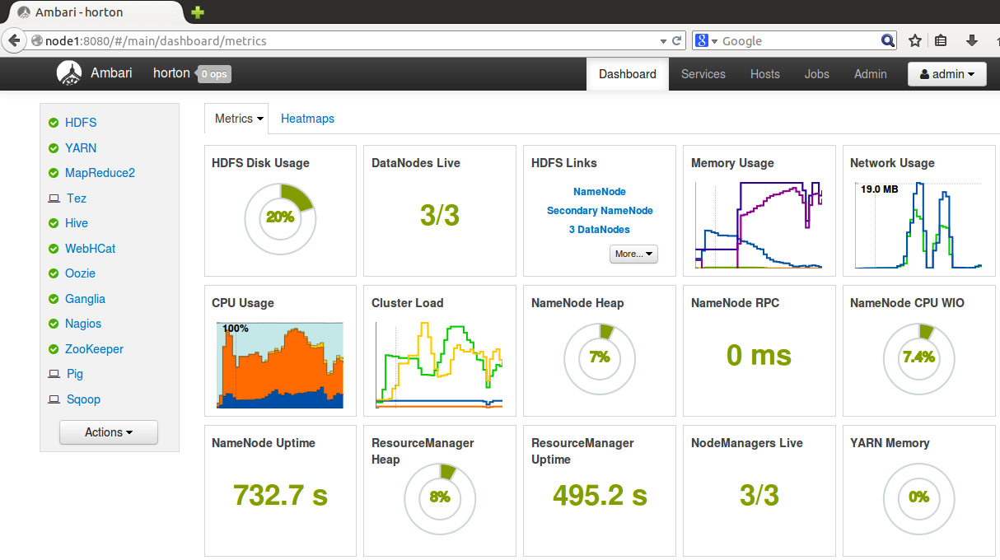 Ambari - horton
node1:8080/#/main/dashboard/metrics
Google
Ambari horton 0 ops Dashboard Services Hosts Jobs Admin admin
HDFS
YARN
MapReduce2
Tez
Hive
WebHCat
Oozie
Ganglia
Nagios
ZooKeeper
Pig
Sqoop
Actions
Metrics Heatmaps
HDFS Disk Usage
20%
DataNodes Live
3/3
HDFS Links
NameNode
Secondary NameNode
3 DataNodes
More...
Memory Usage
Network Usage
19.0 MB
CPU Usage
100%
Cluster Load
NameNode Heap
7%
NameNode RPC
0 ms
NameNode CPU WIO
7.4%
NameNode Uptime
732.7 s
ResourceManager
Heap
8%
ResourceManager
Uptime
495.2 s
NodeManagers Live
3/3
YARN Memory
0%